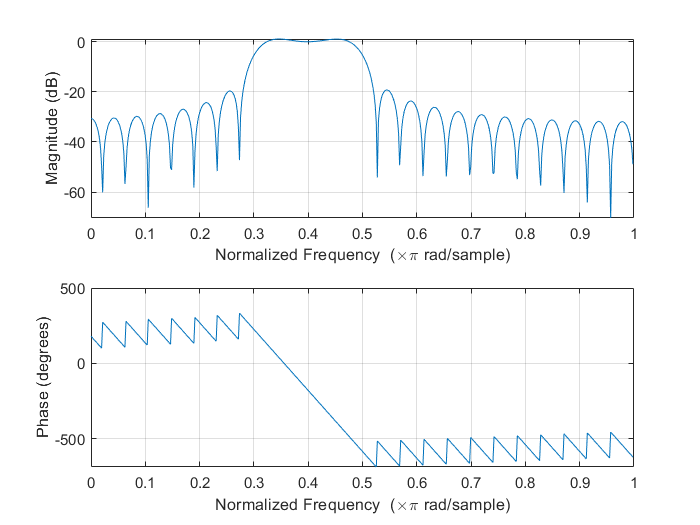 0
-20
-40
-60
Magnitude (dB)
0 0.1 0.2 0.3 0.4 0.5 0.6 0.7 0.8 0.9 1
Normalized Frequency (×π rad/sample)
500
0
-500
Phase (degrees)
0 0.1 0.2 0.3 0.4 0.5 0.6 0.7 0.8 0.9 1
Normalized Frequency (×π rad/sample)